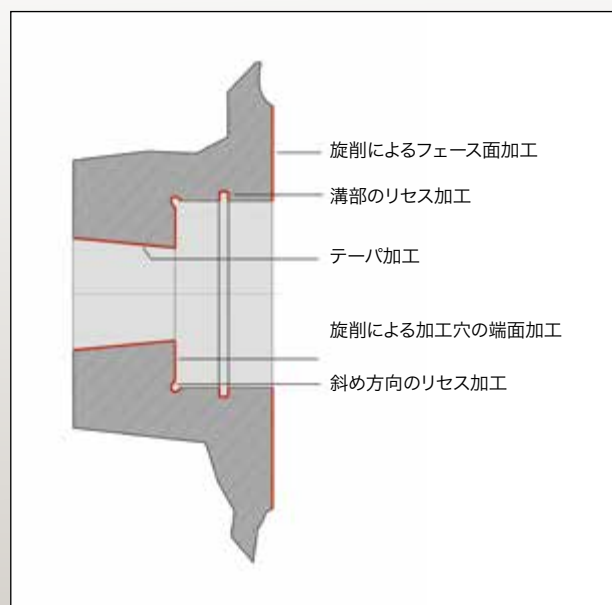 旋削によるフェース面加工
溝部のリセス加工
テーパ加工
旋削による加工穴の端面加工
斜め方向のリセス加工